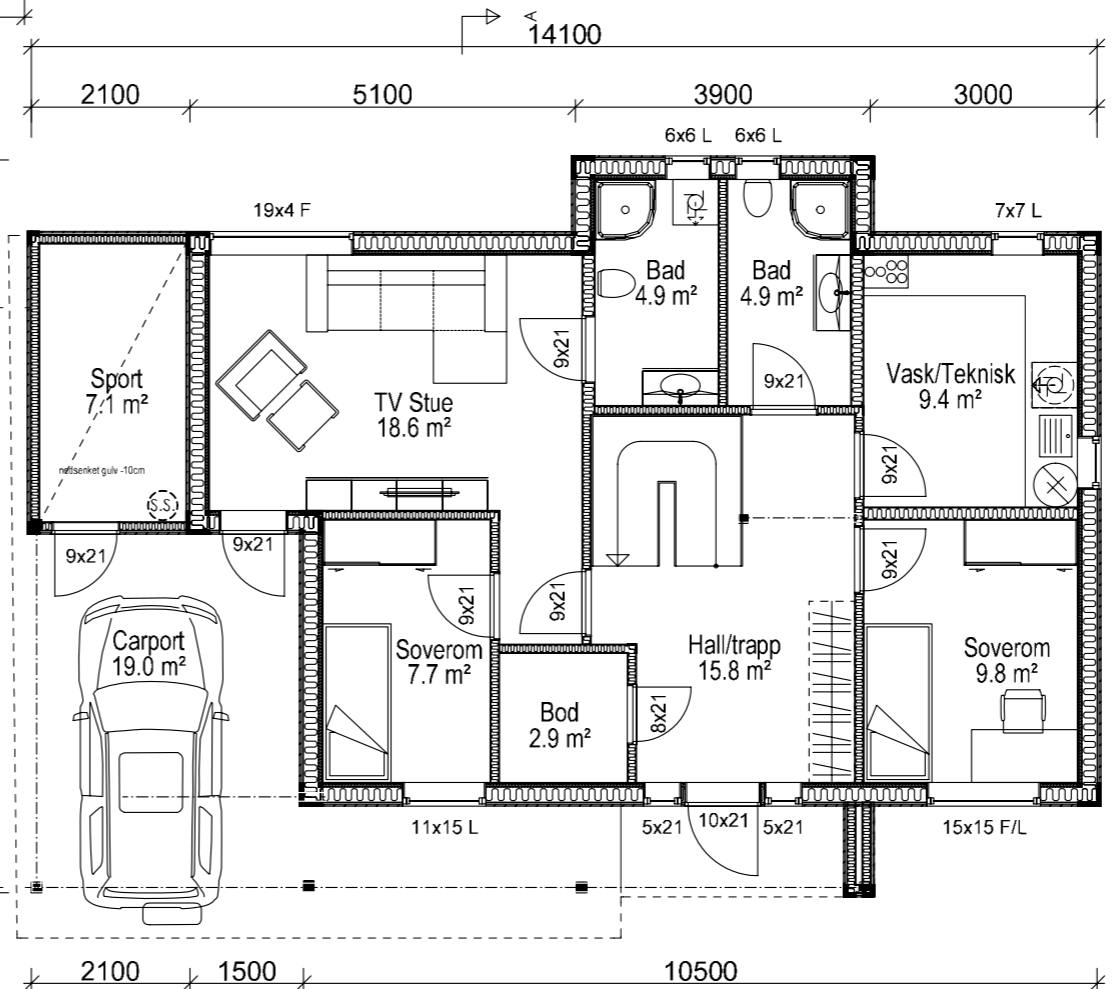 A
14100
2100 5100 3900 3000
6x6 L 6x6 L
19x4 F 7x7 L
Bad
4.9 m²
Bad
4.9 m²
9x21
9x21
Sport
7.1 m²
TV Stue
18.6 m²
Vask/Teknisk
9.4 m²
nedsenket gulv -10cm
S.S.
9x21
9x21
9x21
9x21
9x21
9x21
Carport
19.0 m²
Soverom
7.7 m²
Hall/trapp
15.8 m²
Soverom
9.8 m²
Bod
2.9 m²
8x21
11x15 L 5x21 10x21 5x21 15x15 F/L
2100 1500 10500